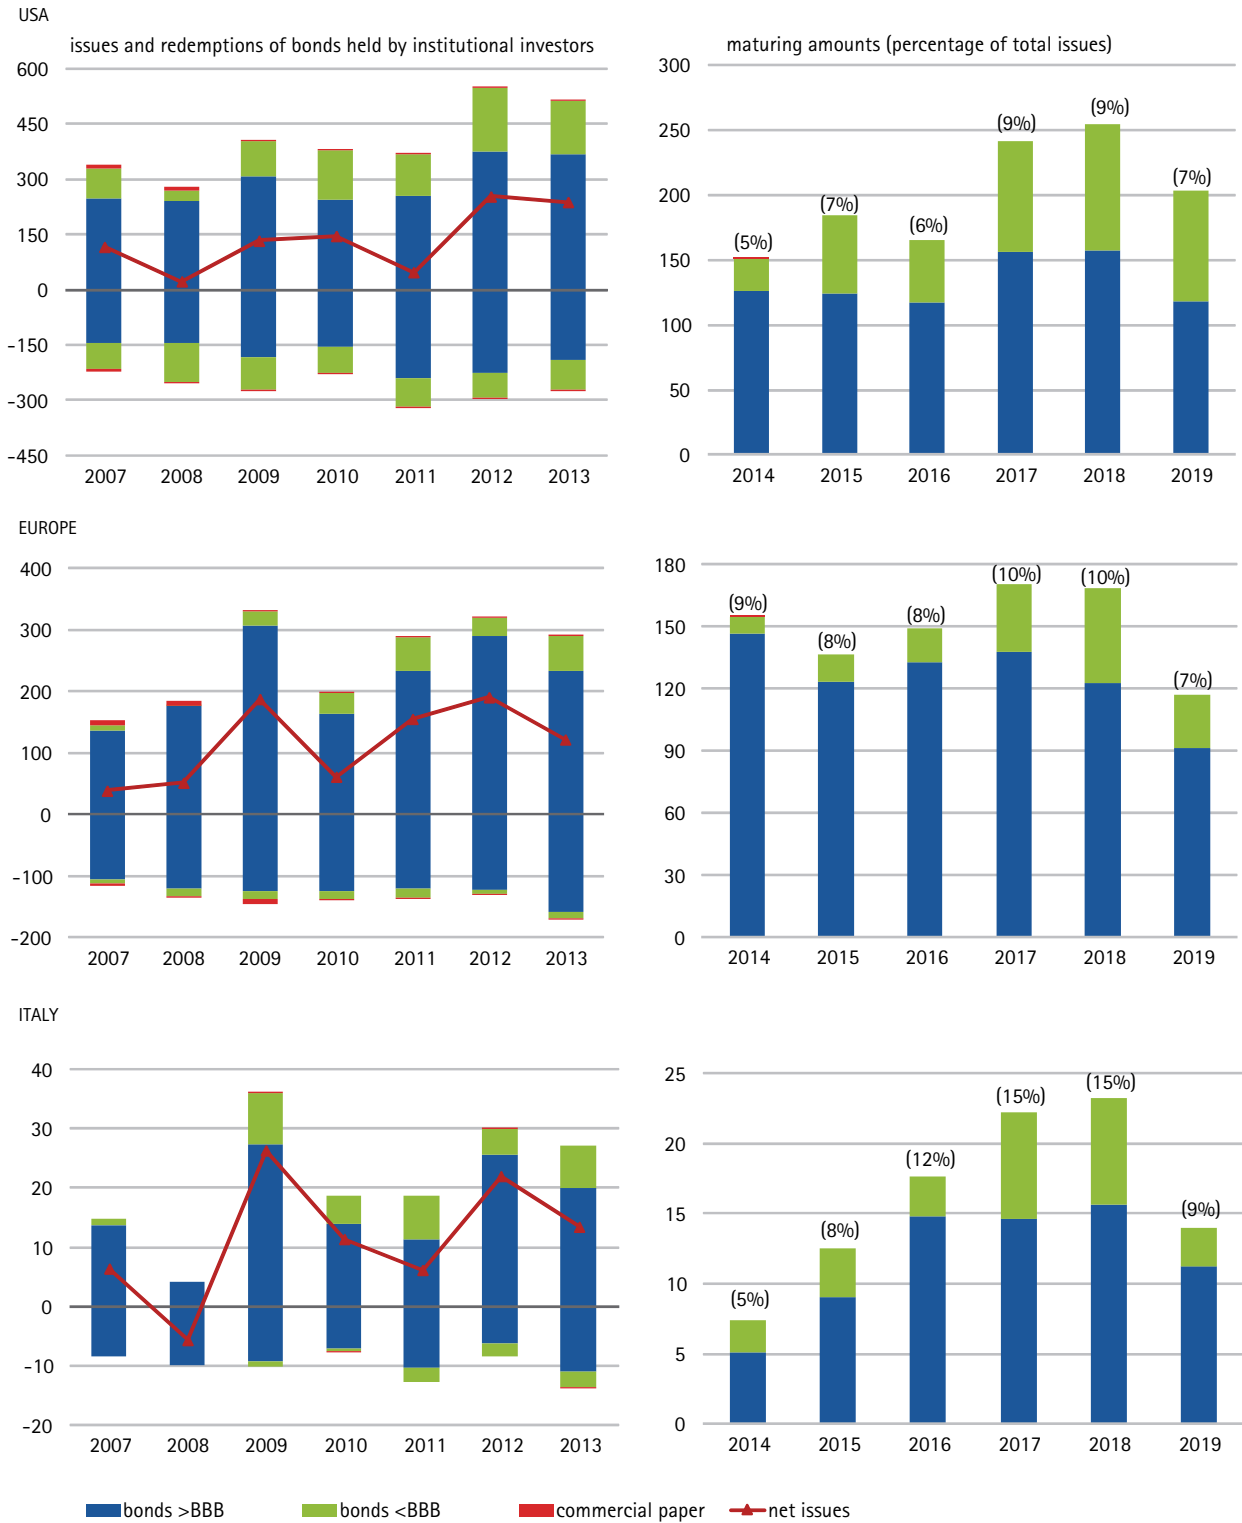 USA
issues and redemptions of bonds held by institutional investors
maturing amounts (percentage of total issues)
600
450
300
150
0
-150
-300
-450
2007 2008 2009 2010 2011 2012 2013
300
250
200
150
100
50
0
(5%) (7%) (6%) (9%) (9%) (7%)
2014 2015 2016 2017 2018 2019
EUROPE
400
300
200
100
0
-100
-200
2007 2008 2009 2010 2011 2012 2013
180
150
120
90
60
30
0
(9%) (8%) (8%) (10%) (10%) (7%)
2014 2015 2016 2017 2018 2019
ITALY
40
30
20
10
0
-10
-20
2007 2008 2009 2010 2011 2012 2013
25
20
15
10
5
0
(5%) (8%) (12%) (15%) (15%) (9%)
2014 2015 2016 2017 2018 2019
bonds >BBB bonds <BBB commercial paper net issues